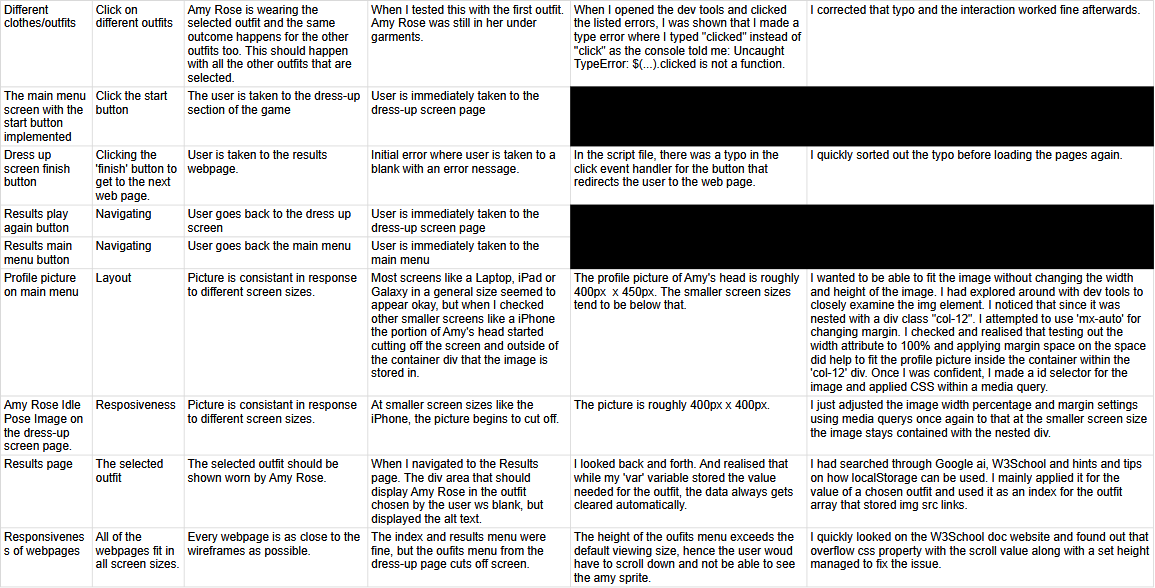 Different
clothes/outfits
Click on
different outfits
Amy Rose is wearing the
selected outfit and the same
outcome happens for the other
outfits too. This should happen
with all the other outfits that are
selected.
When I tested this with the first outfit.
Amy Rose was still in her under
garments.
When I opened the dev tools and clicked
the listed errors, I was shown that I made a
type error where I typed "clicked" instead of
"click" as the console told me: Uncaught
TypeError: $(...).clicked is not a function.
I corrected that typo and the interaction worked fine afterwards.
The main menu
screen with the
start button
implemented
Click the start
button
The user is taken to the dress-up
section of the game
User is immediately taken to the
dress-up screen page
Dress up
screen finish
button
Clicking the
'finish' button to
get to the next
web page.
User is taken to the results
webpage.
Initial error where user is taken to a
blank with an error nessage.
In the script file, there was a typo in the
click event handler for the button that
redirects the user to the web page.
I quickly sorted out the typo before loading the pages again.
Results play
again button
Navigating
User goes back to the dress up
screen
User is immediately taken to the
dress-up screen page
Results main
menu button
Navigating
User goes back the main menu
User is immediately taken to the
main menu
Profile picture
on main menu
Layout
Picture is consistant in response
to different screen sizes.
Most screens like a Laptop, iPad or
Galaxy in a general size seemed to
appear okay, but when I checked
other smaller screens like a iPhone
the portion of Amy's head started
cutting off the screen and outside of
the container div that the image is
stored in.
The profile picture of Amy's head is roughly
400px x 450px. The smaller screen sizes
tend to be below that.
I wanted to be able to fit the image without changing the width
and height of the image. I had explored around with dev tools to
closely examine the img element. I noticed that since it was
nested with a div class "col-12". I attempted to use 'mx-auto' for
changing margin. I checked and realised that testing out the
width attribute to 100% and applying margin space on the space
did help to fit the profile picture inside the container within the
'col-12' div. Once I was confident, I made a id selector for the
image and applied CSS within a media query.
Amy Rose Idle
Pose Image on
the dress-up
screen page.
Resposiveness
Picture is consistant in response
to different screen sizes.
At smaller screen sizes like the
iPhone, the picture begins to cut off.
The picture is roughly 400px x 400px.
I just adjusted the image width percentage and margin settings
using media querys once again to that at the smaller screen size
the image stays contained with the nested div.
Results page
The selected
outfit
The selected outfit should be
shown worn by Amy Rose.
When I navigated to the Results
page. The div area that should
display Amy Rose in the outfit
chosen by the user ws blank, but
displayed the alt text.
I looked back and forth. And realised that
while my 'var' variable stored the value
needed for the outfit, the data always gets
cleared automatically.
I had searched through Google ai, W3School and hints and tips
on how localStorage can be used. I mainly applied it for the
value of a chosen outfit and used it as an index for the outfit
array that stored img src links.
Responsivenes
s of webpages
All of the
webpages fit in
all screen sizes.
Every webpage is as close to the
wireframes as possible.
The index and results menu were
fine, but the oufits menu from the
dress-up page cuts off screen.
The height of the oufits menu exceeds the
default viewing size, hence the user woud
have to scroll down and not be able to see
the amy sprite.
I quickly looked on the W3School doc website and found out that
overflow css property with the scroll value along with a set height
managed to fix the issue.